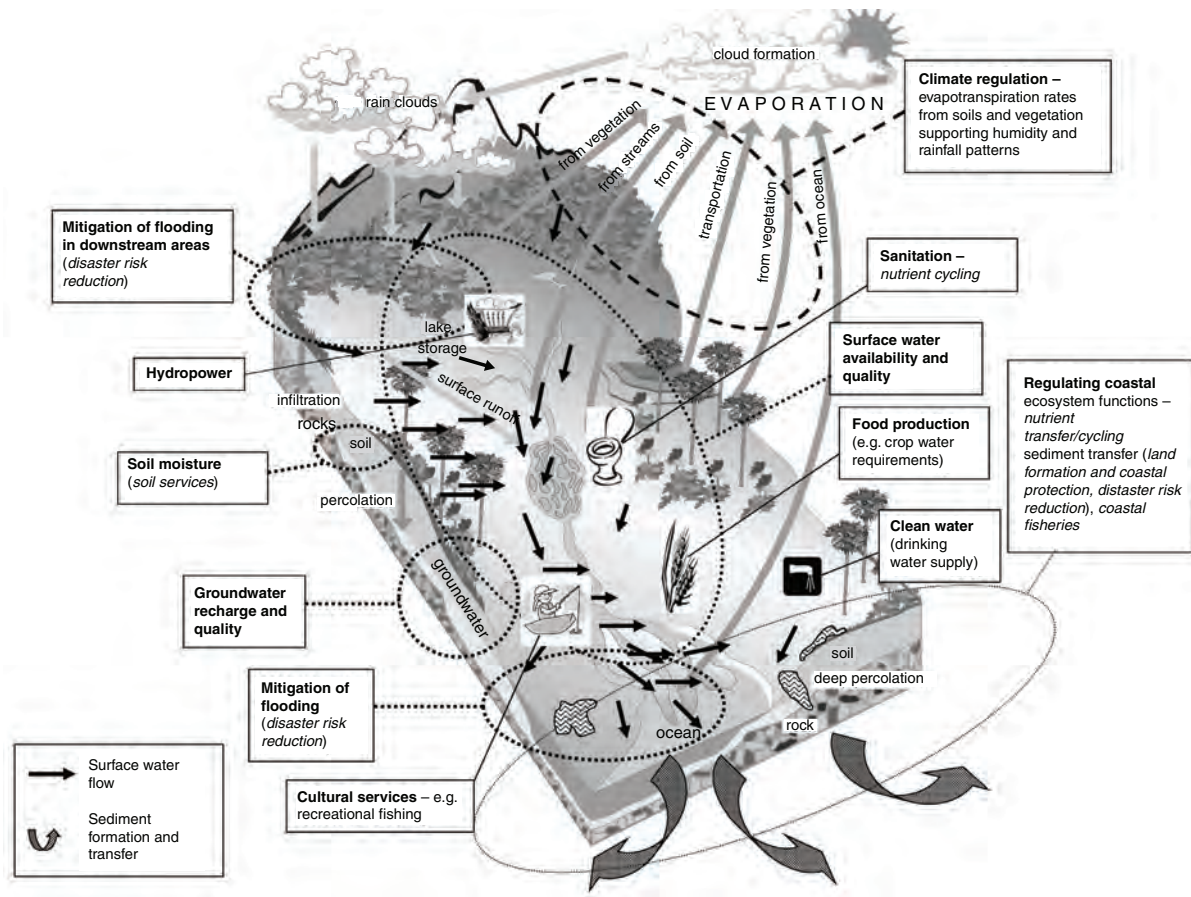 cloud formation
rain clouds
EVAPORATION
from vegetation
from streams
from soil
transportation
from vegetation
from ocean
Climate regulation –
evapotranspiration rates
from soils and vegetation
supporting humidity and
rainfall patterns
Mitigation of flooding
in downstream areas
(disaster risk
reduction)
Sanitation –
nutrient cycling
lake
storage
Hydropower
surface runoff
Surface water
availability and
quality
Regulating coastal
ecosystem functions –
nutrient
transfer/cycling
sediment transfer (land
formation and coastal
protection, distaster risk
reduction), coastal
fisheries
infiltration
rocks
soil
Food production
(e.g. crop water
requirements)
Soil moisture
(soil services)
percolation
Clean water
(drinking
water supply)
groundwater
Groundwater
recharge and
quality
soil
deep percolation
rock
Mitigation of
flooding
(disaster risk
reduction)
ocean
Surface water
flow
Sediment
formation and
transfer
Cultural services – e.g.
recreational fishing